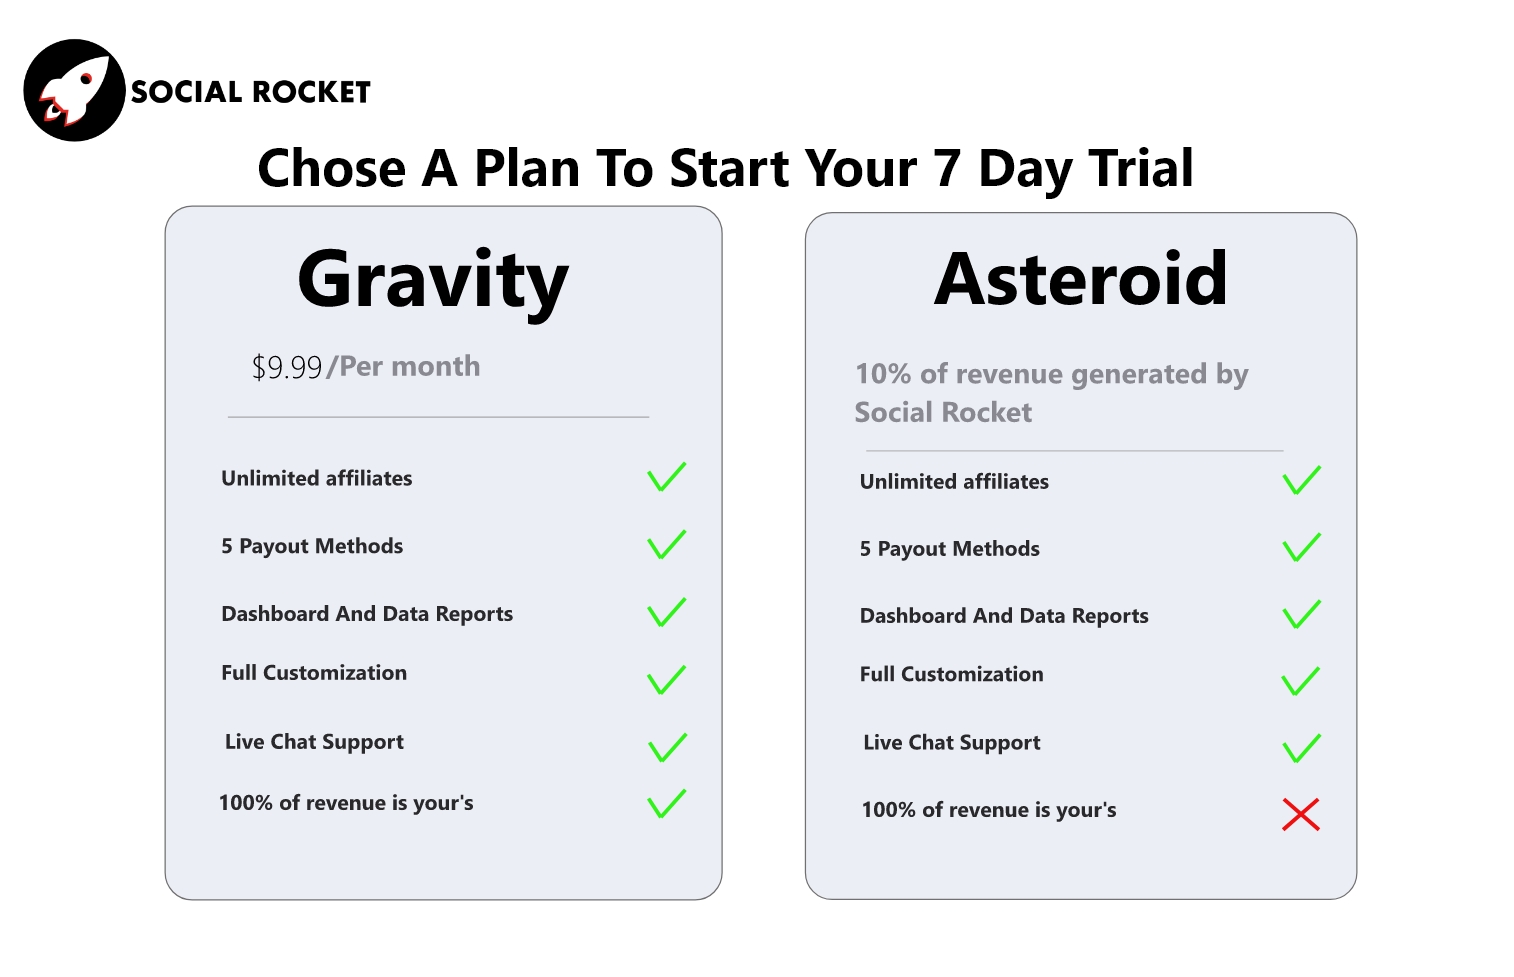 SOCIAL ROCKET
Chose A Plan To Start Your 7 Day Trial
Gravity
$9.99/Per month
Unlimited affiliates
5 Payout Methods
Dashboard And Data Reports
Full Customization
Live Chat Support
100% of revenue is your's
Asteroid
10% of revenue generated by
Social Rocket
Unlimited affiliates
5 Payout Methods
Dashboard And Data Reports
Full Customization
Live Chat Support
100% of revenue is your's